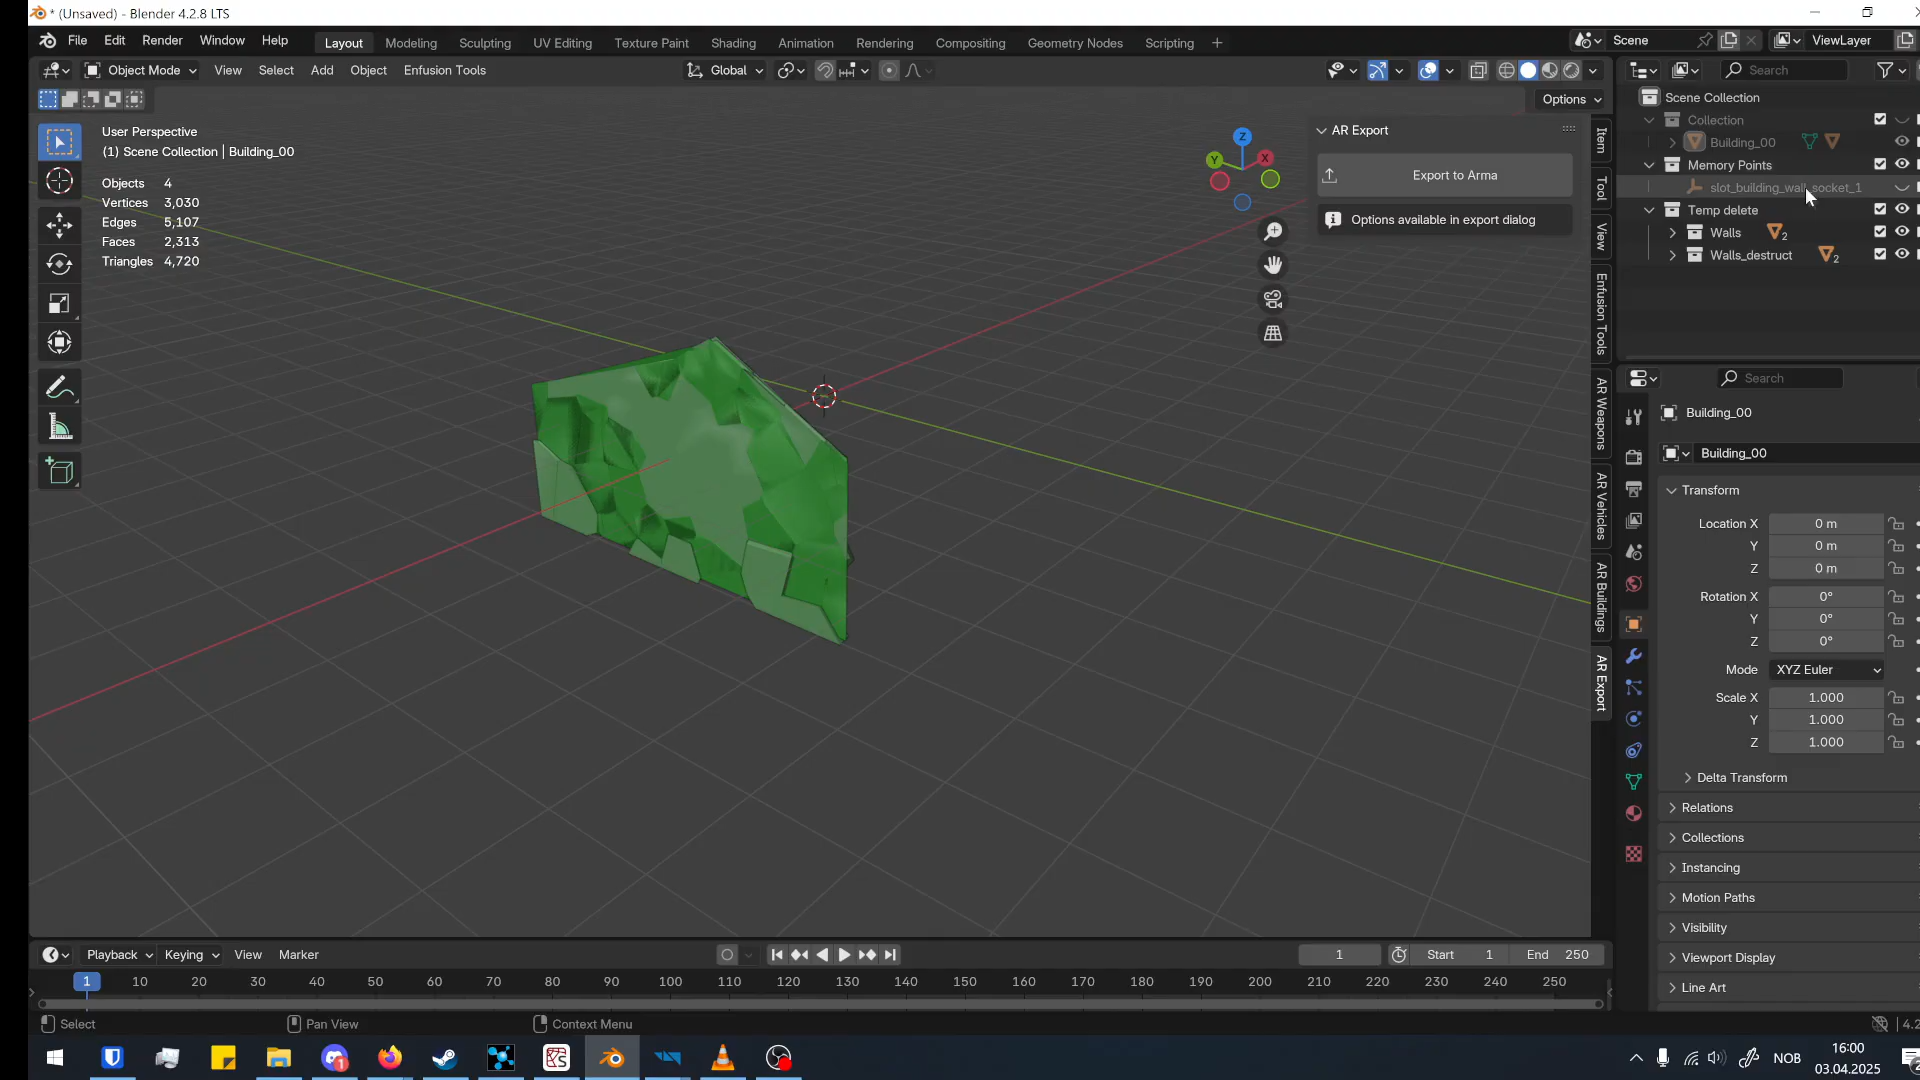 * (Unsaved) - Blender 4.2.8 LTS
File Edit Render Window Help
Layout Modeling Sculpting UV Editing Texture Paint Shading Animation Rendering Compositing Geometry Nodes Scripting +
Scene ViewLayer
Object Mode View Select Add Object Enfusion Tools
Global
Search
Options
User Perspective
(1) Scene Collection | Building_00
Objects 4
Vertices 3,030
Edges 5,107
Faces 2,313
Triangles 4,720
Z
Y
X
AR Export
Export to Arma
Options available in export dialog
Item
Tool
View
Enfusion Tools
AR Weapons
AR Vehicles
AR Buildings
AR Export
Scene Collection
Collection
Building_00
Memory Points
slot_building_wall_socket_1
Temp delete
Walls 2
Walls_destruct 2
Search
Building_00
Building_00
Transform
Location X 0 m
Y 0 m
Z 0 m
Rotation X 0°
Y 0°
Z 0°
Mode XYZ Euler
Scale X 1.000
Y 1.000
Z 1.000
Delta Transform
Relations
Collections
Instancing
Motion Paths
Visibility
Viewport Display
Line Art
Playback Keying View Marker
1 Start 1 End 250
1 10 20 30 40 50 60 70 80 90 100 110 120 130 140 150 160 170 180 190 200 210 220 230 240 250
Select Pan View Context Menu
4.2
1
NOB
16:00
03.04.2025